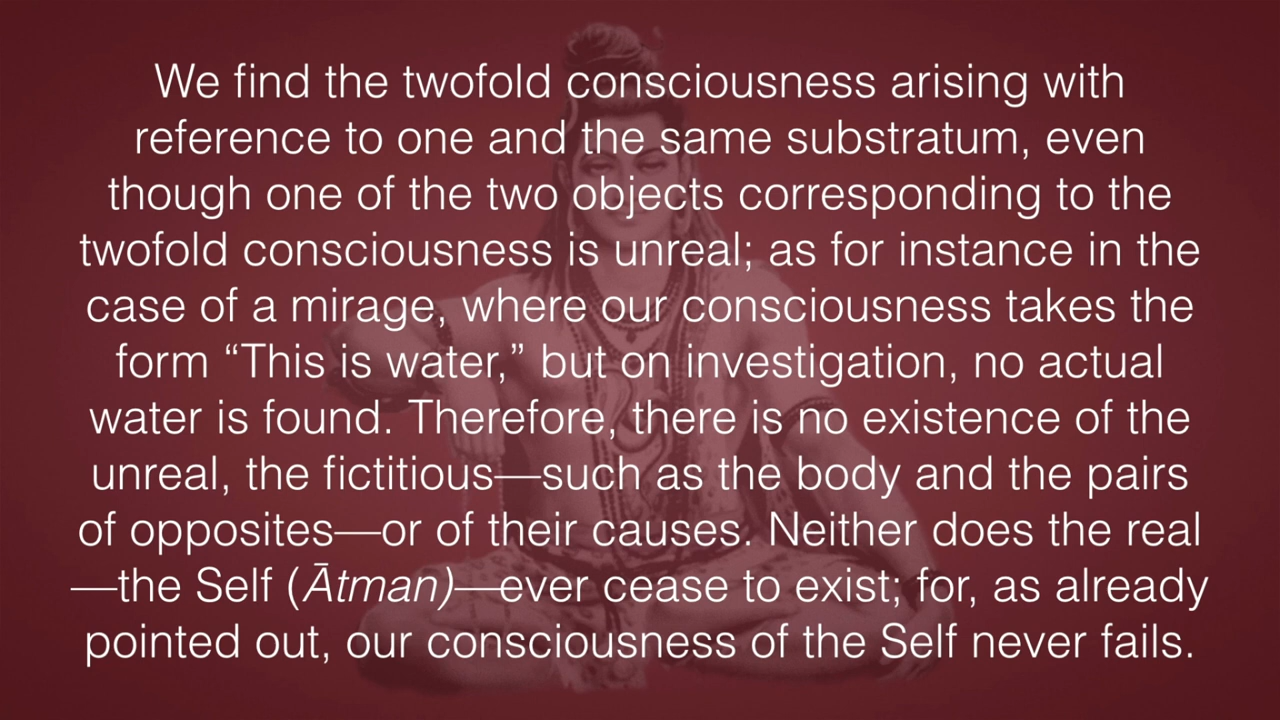 We find the twofold consciousness arising with
reference to one and the same substratum, even
though one of the two objects corresponding to the
twofold consciousness is unreal; as for instance in the
case of a mirage, where our consciousness takes the
form “This is water,” but on investigation, no actual
water is found. Therefore, there is no existence of the
unreal, the fictitious—such as the body and the pairs
of opposites—or of their causes. Neither does the real
—the Self (Ātman)—ever cease to exist; for, as already
pointed out, our consciousness of the Self never fails.